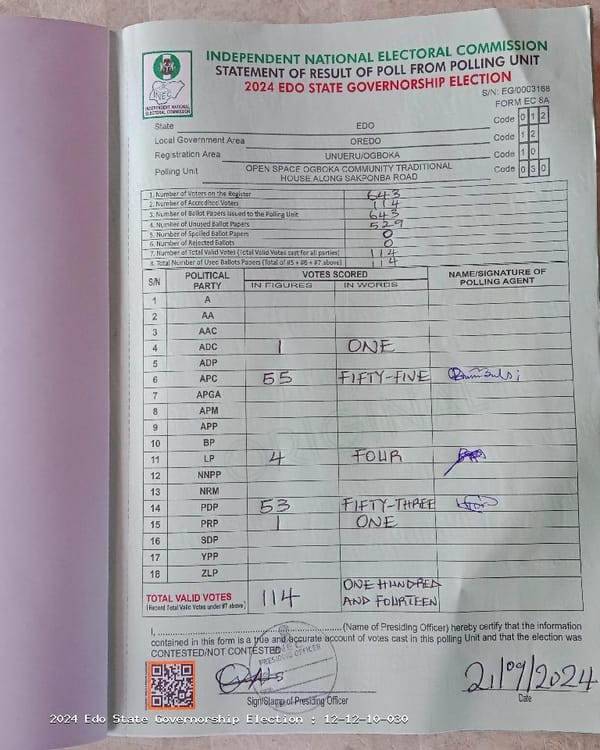 INDEPENDENT NATIONAL ELECTORAL COMMISSION
STATEMENT OF RESULT OF POLL FROM POLLING UNIT
2024 EDO STATE GOVERNORSHIP ELECTION
S/N: EG/0003168
FORM EC 8A
INEC
INDEPENDENT NATIONAL
ELECTORAL COMMISSION
State EDO Code 0 1 2
Local Government Area OREDO Code 1 2
Registration Area UNUERU/OGBOKA Code 1 0
Polling Unit OPEN SPACE OGBOKA COMMUNITY TRADITIONAL HOUSE ALONG SAKPONBA ROAD Code 0 3 0
1. Number of Voters on the Register 643
2. Number of Accredited Voters 114
3. Number of Ballot Papers Issued to the Polling Unit 643
4. Number of Unused Ballot Papers 529
5. Number of Spoiled Ballot Papers 0
6. Number of Rejected Ballots 0
7. Number of Total Valid Votes (Total Valid Votes cast for all parties) 114
8. Total Number of Used Ballots Papers (Total of #5 + #6 + #7 above) 114
S/N POLITICAL PARTY VOTES SCORED NAME/SIGNATURE OF POLLING AGENT
IN FIGURES IN WORDS
1 A
2 AA
3 AAC
4 ADC 1 ONE
5 ADP
6 APC 55 FIFTY-FIVE
7 APGA
8 APM
9 APP
10 BP
11 LP 4 FOUR
12 NNPP
13 NRM
14 PDP 53 FIFTY-THREE
15 PRP 1 ONE
16 SDP
17 YPP
18 ZLP
TOTAL VALID VOTES 114 ONE HUNDRED
(Record Total Valid Votes under #7 above) AND FOURTEEN
I, (Name of Presiding Officer) hereby certify that the information
contained in this form is a true and accurate account of votes cast in this polling Unit and that the election was
CONTESTED/NOT CONTESTED
INEC
PRESIDING OFFICER
21/09/2024
Sign/Stamp of Presiding Officer Date
2024 Edo State Governorship Election : 12-12-10-030